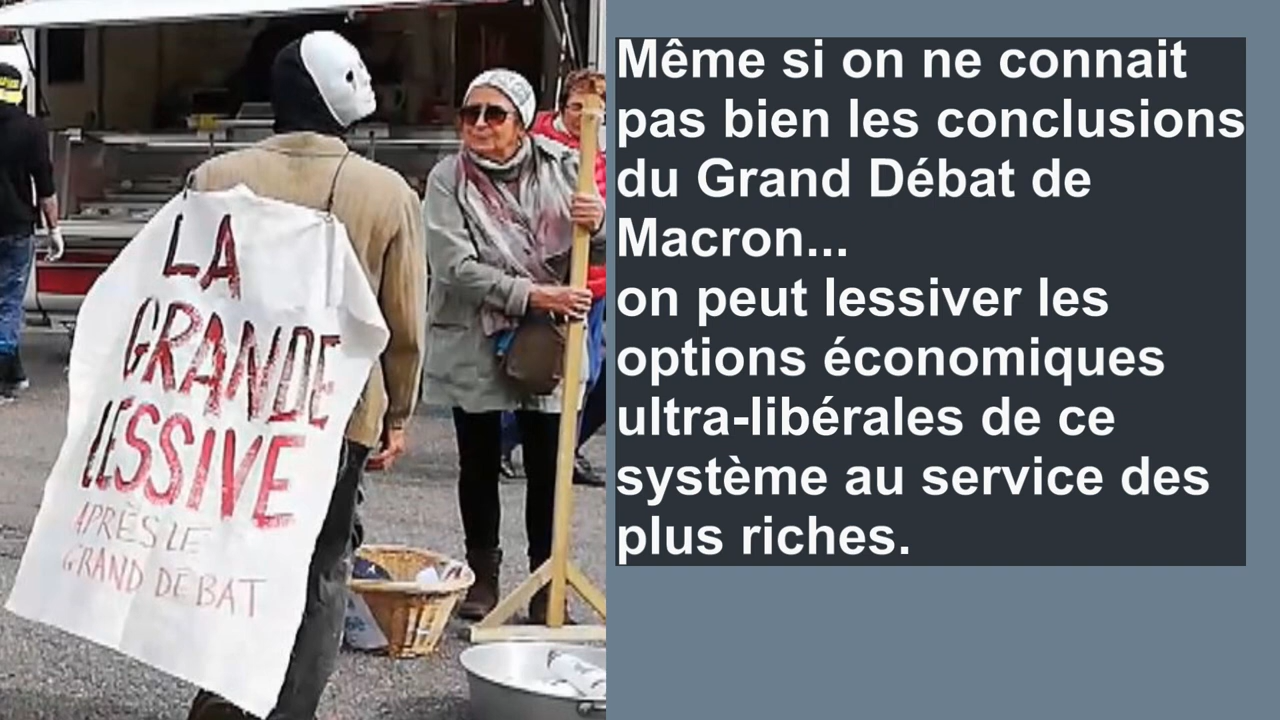 LA
GRANDE
LESSIVE
APRÈS LE
GRAND DÉBAT
Même si on ne connait
pas bien les conclusions
du Grand Débat de
Macron...
on peut lessiver les
options économiques
ultra-libérales de ce
système au service des
plus riches.